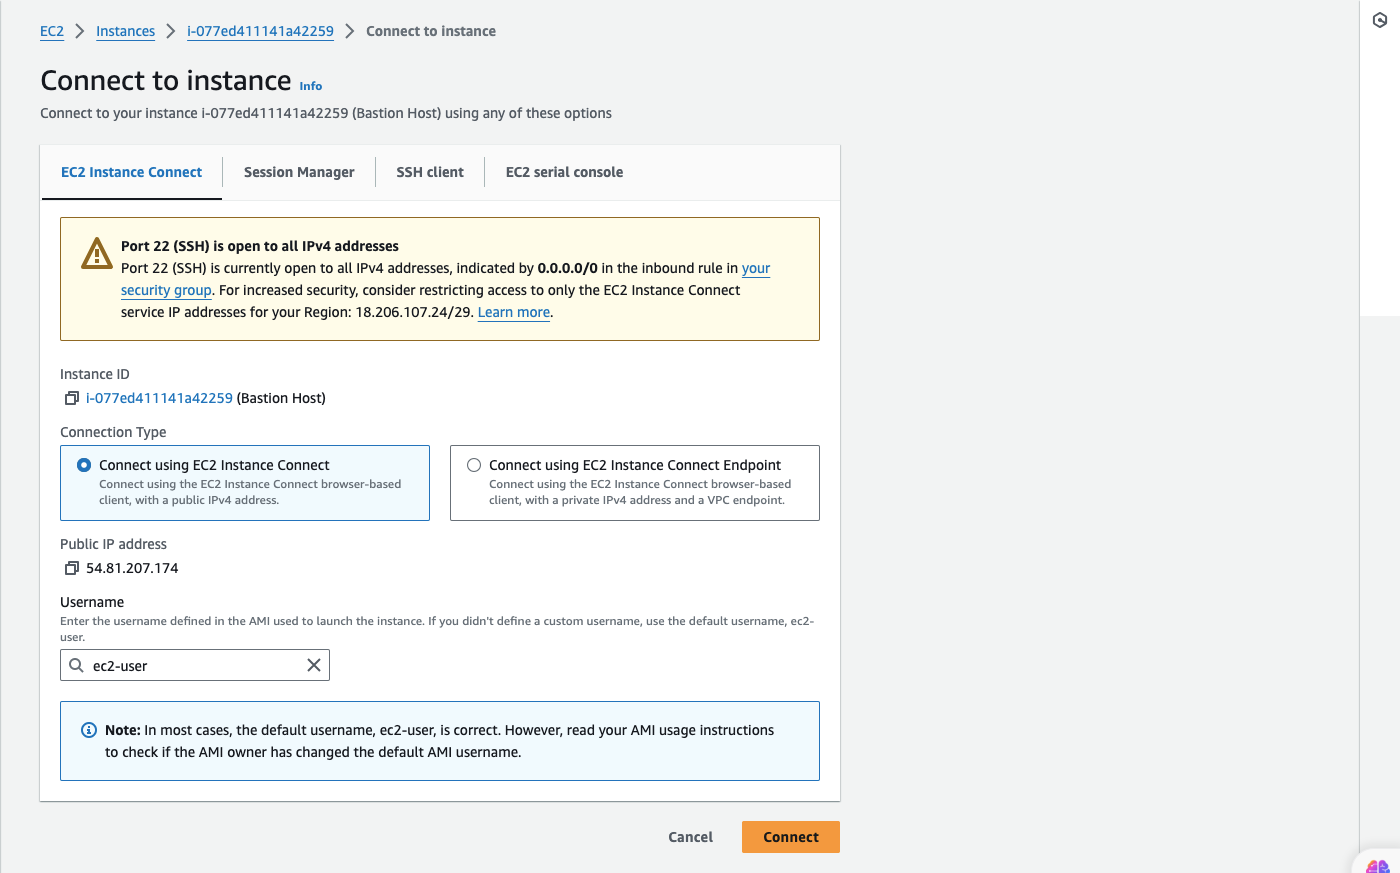 EC2 > Instances > i-077ed411141a42259 > Connect to instance
Connect to instance Info
Connect to your instance i-077ed411141a42259 (Bastion Host) using any of these options
EC2 Instance Connect Session Manager SSH client EC2 serial console
Port 22 (SSH) is open to all IPv4 addresses
Port 22 (SSH) is currently open to all IPv4 addresses, indicated by 0.0.0.0/0 in the inbound rule in your
security group. For increased security, consider restricting access to only the EC2 Instance Connect
service IP addresses for your Region: 18.206.107.24/29. Learn more.
Instance ID
i-077ed411141a42259 (Bastion Host)
Connection Type
Connect using EC2 Instance Connect
Connect using the EC2 Instance Connect browser-based
client, with a public IPv4 address.
Connect using EC2 Instance Connect Endpoint
Connect using the EC2 Instance Connect browser-based
client, with a private IPv4 address and a VPC endpoint.
Public IP address
54.81.207.174
Username
Enter the username defined in the AMI used to launch the instance. If you didn't define a custom username, use the default username, ec2-
user.
ec2-user
Note: In most cases, the default username, ec2-user, is correct. However, read your AMI usage instructions
to check if the AMI owner has changed the default AMI username.
Cancel Connect